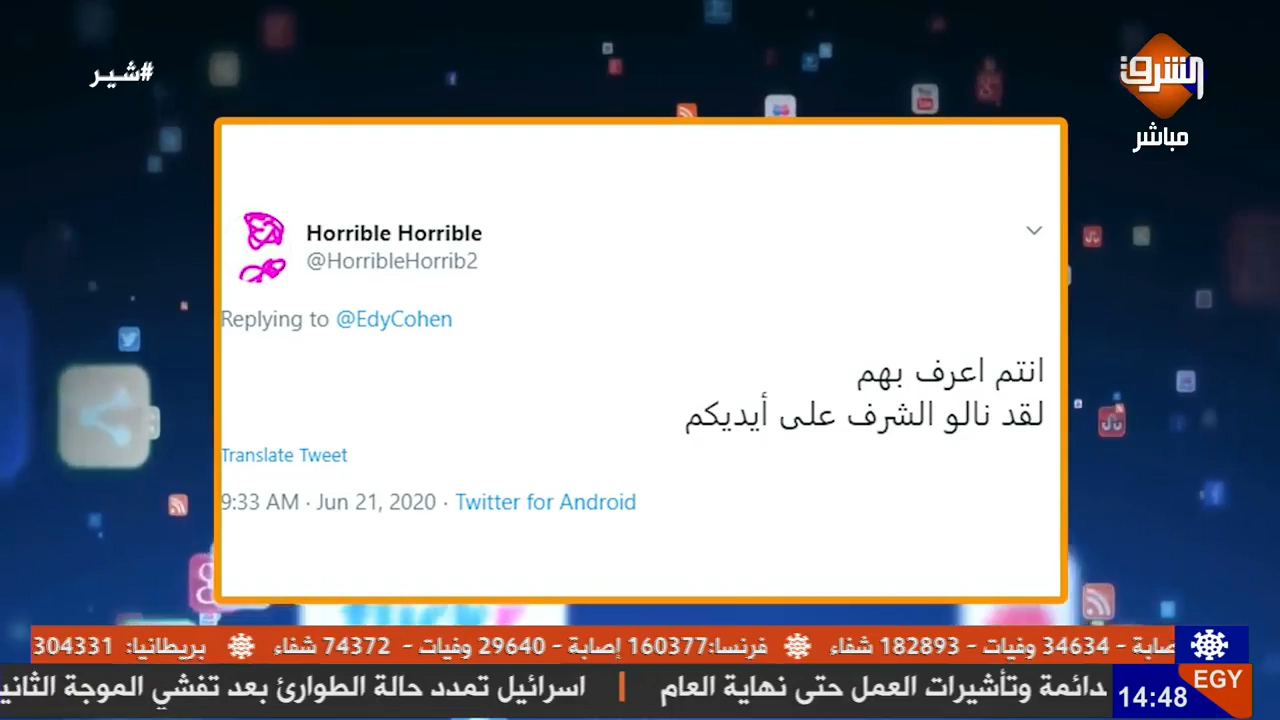 #شير
الشرق
مباشر
Horrible Horrible
@HorribleHorrib2
Replying to @EdyCohen
انتم اعرف بهم
لقد نالو الشرف على أيديكم
Translate Tweet
9:33 AM · Jun 21, 2020 · Twitter for Android
صابة - 34634 وفيات - 182893 شفاء فرنسا:160377 إصابة - 29640 وفيات - 74372 شفاء بريطانيا: 304331
دائمة وتأشيرات العمل حتى نهاية العام | اسرائيل تمدد حالة الطوارئ بعد تفشي الموجة الثاني
EGY
14:48